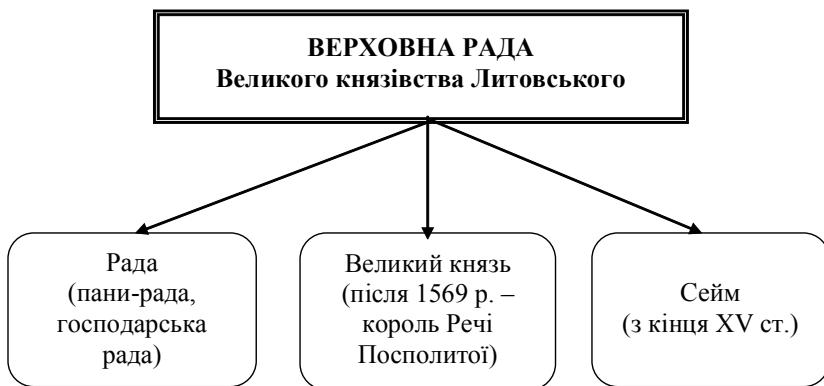 ВЕРХОВНА РАДА
Великого князівства Литовського
Рада
(пани-рада,
господарська
рада)
Великий князь
(після 1569 р. –
король Речі
Посполитої)
Сейм
(з кінця XV ст.)